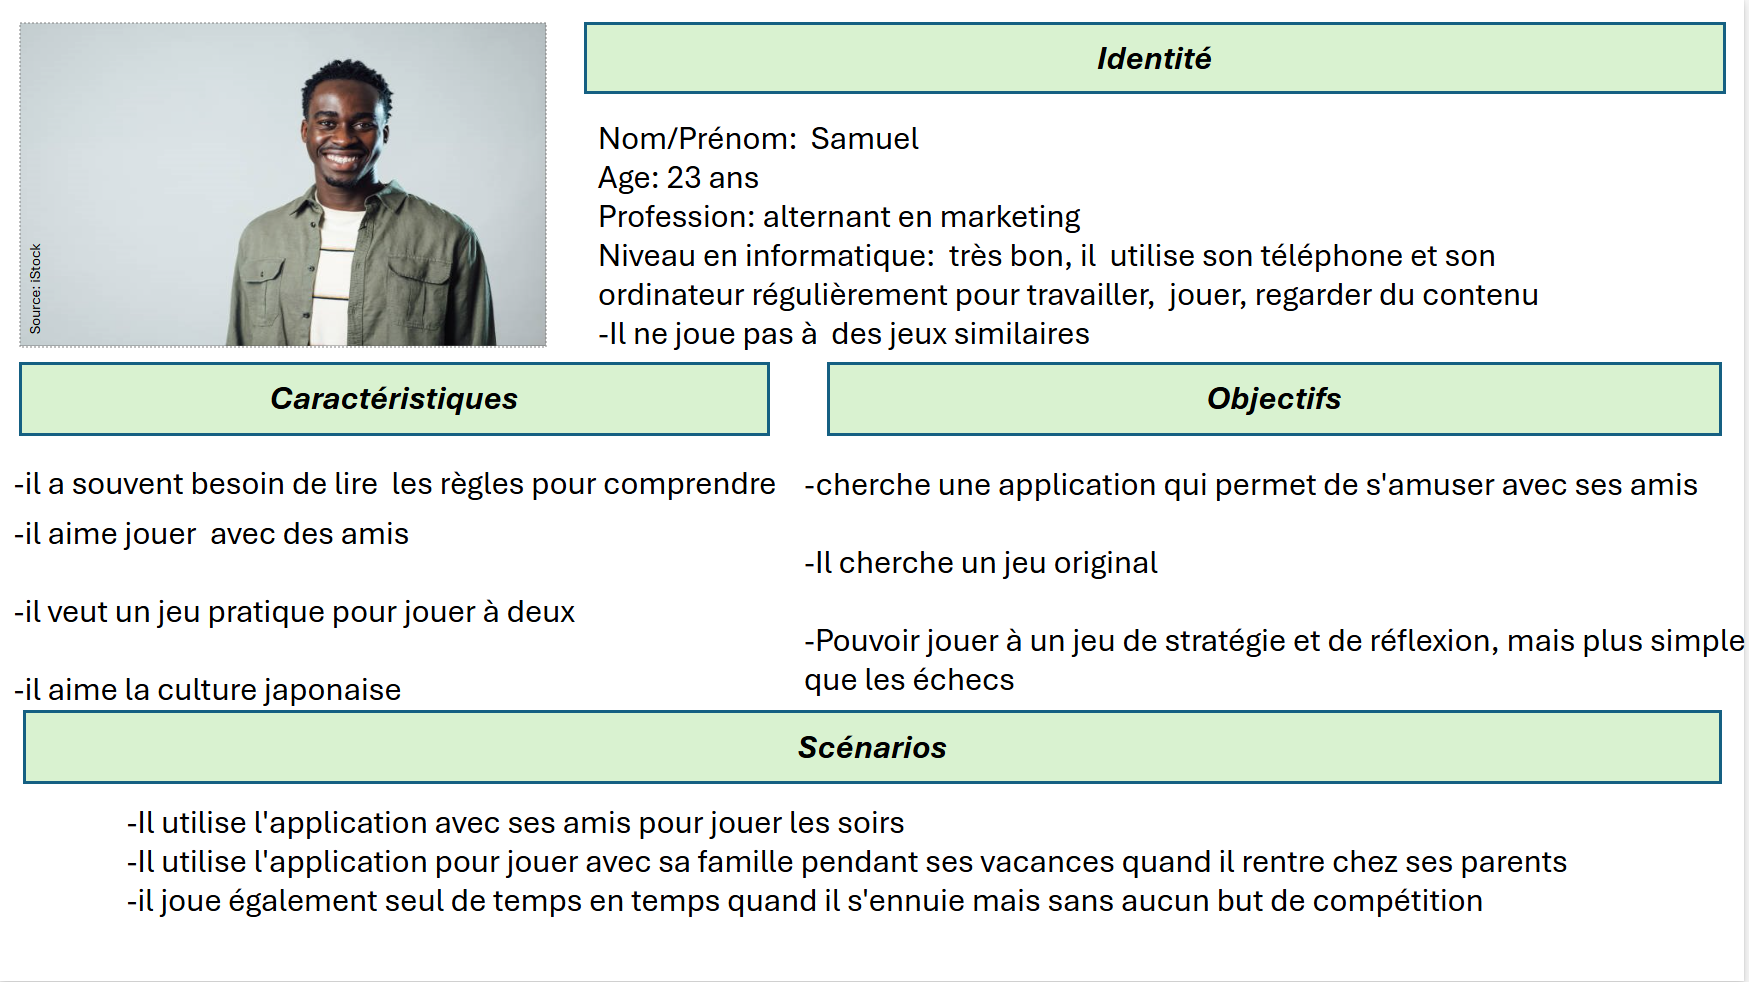 Source: iStock
Identité
Nom/Prénom:  Samuel
Age: 23 ans
Profession: alternant en marketing
Niveau en informatique:  très bon, il  utilise son téléphone et son
ordinateur régulièrement pour travailler,  jouer, regarder du contenu
-Il ne joue pas à  des jeux similaires
Caractéristiques
-il a souvent besoin de lire  les règles pour comprendre
-il aime jouer  avec des amis
-il veut un jeu pratique pour jouer à deux
-il aime la culture japonaise
Objectifs
-cherche une application qui permet de s'amuser avec ses amis
-Il cherche un jeu original
-Pouvoir jouer à un jeu de stratégie et de réflexion, mais plus simple
que les échecs
Scénarios
-Il utilise l'application avec ses amis pour jouer les soirs
-Il utilise l'application pour jouer avec sa famille pendant ses vacances quand il rentre chez ses parents
-il joue également seul de temps en temps quand il s'ennuie mais sans aucun but de compétition